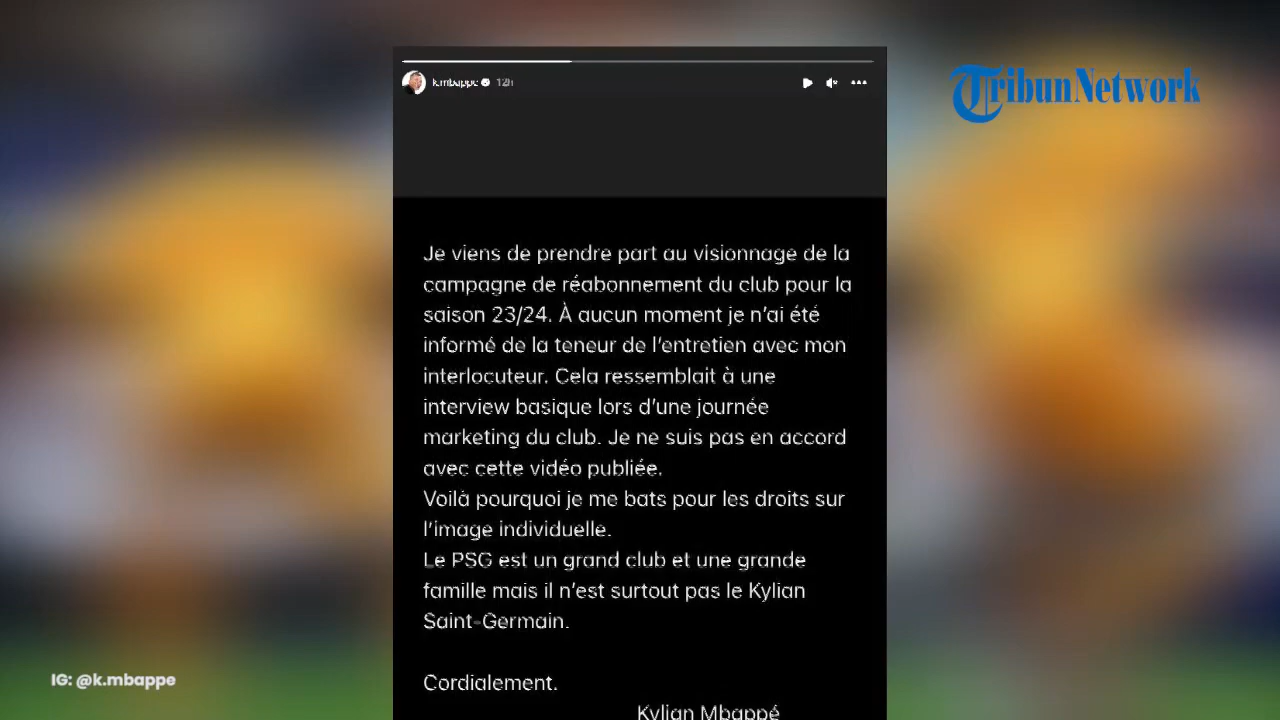 TribunNetwork
k.mbappe 12h
Je viens de prendre part au visionnage de la
campagne de réabonnement du club pour la
saison 23/24. À aucun moment je n'ai été
informé de la teneur de l'entretien avec mon
interlocuteur. Cela ressemblait à une
interview basique lors d'une journée
marketing du club. Je ne suis pas en accord
avec cette vidéo publiée.
Voilà pourquoi je me bats pour les droits sur
l'image individuelle.
Le PSG est un grand club et une grande
famille mais il n'est surtout pas le Kylian
Saint-Germain.
Cordialement.
Kylian Mbappé
IG: @k.mbappe